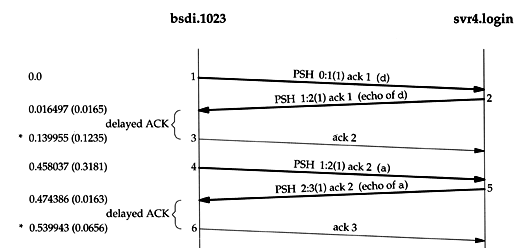 bsdi.1023 svr4.login
0.0 1 PSH 0:1(1) ack 1 (d)
0.016497 (0.0165) PSH 1:2(1) ack 1 (echo of d) 2
delayed ACK
* 0.139955 (0.1235) 3 ack 2
0.458037 (0.3181) 4 PSH 1:2(1) ack 2 (a)
0.474386 (0.0163) PSH 2:3(1) ack 2 (echo of a) 5
delayed ACK
* 0.539943 (0.0656) 6 ack 3